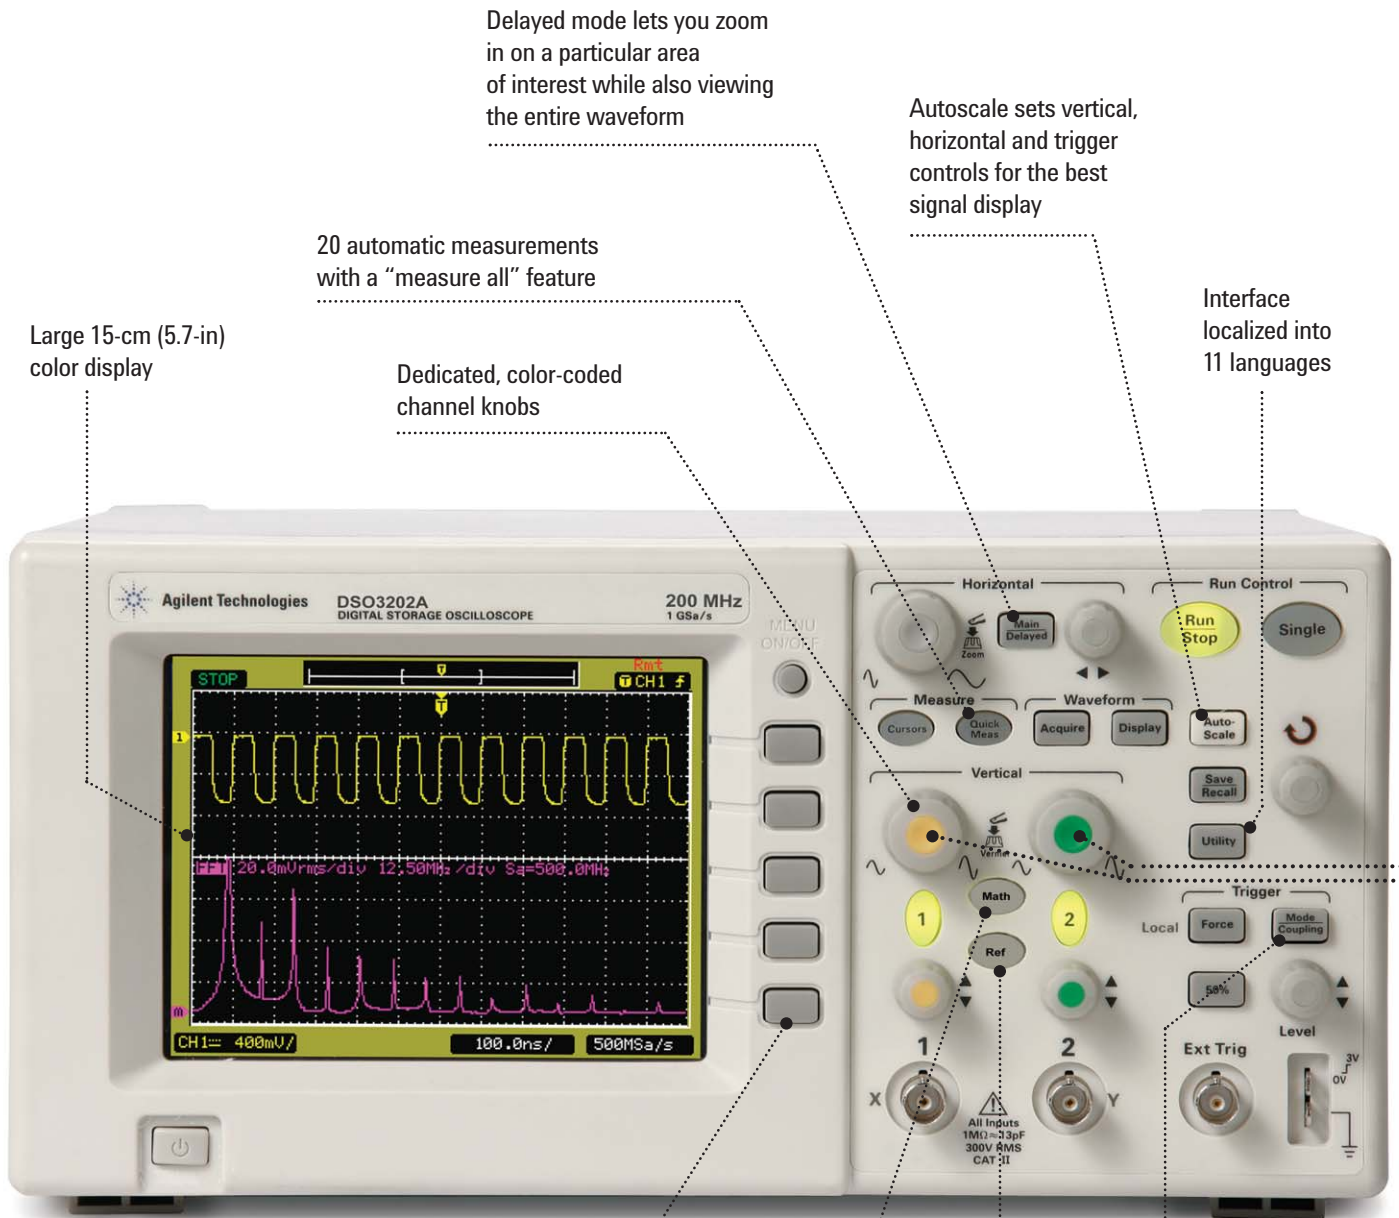 Delayed mode lets you zoom
in on a particular area
of interest while also viewing
the entire waveform
Autoscale sets vertical,
horizontal and trigger
controls for the best
signal display
20 automatic measurements
with a “measure all” feature
Interface
localized into
11 languages
Large 15-cm (5.7-in)
color display
Dedicated, color-coded
channel knobs
Agilent Technologies
DSO3202A
DIGITAL STORAGE OSCILLOSCOPE
200 MHz
1 GSa/s
MENU
ON/OFF
STOP
T
Rmt
T CH1
T
1
FFT 20.0mVrms/div 12.50MHz/div Sa=500.0MHz
m
CH1 400mV/
100.0ns/
500MSa/s
Horizontal
Main
Delayed
Zoom
Run Control
Run
Stop
Single
Measure
Cursors
Quick
Meas
Waveform
Acquire
Display
Auto-
Scale
Save
Recall
Utility
Vertical
Vernier
Math
1
2
Ref
Trigger
Local
Force
Mode
Coupling
50%
Level
1
2
Ext Trig
X
Y
All Inputs
1MΩ≈13pF
300V RMS
CAT II
3V
0V